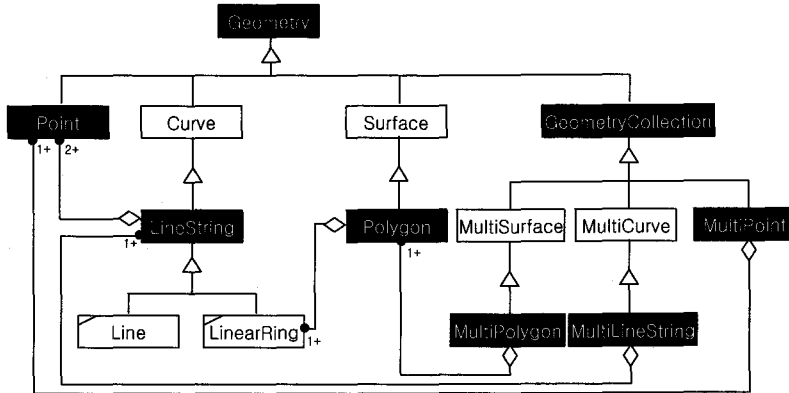 Geometry
Point
Curve
Surface
GeometryCollection
1+
2+
LineString
Polygon
MultiSurface
MultiCurve
MultiPoint
1+
1+
Line
LinearRing
1+
MultiPolygon
MultiLineString